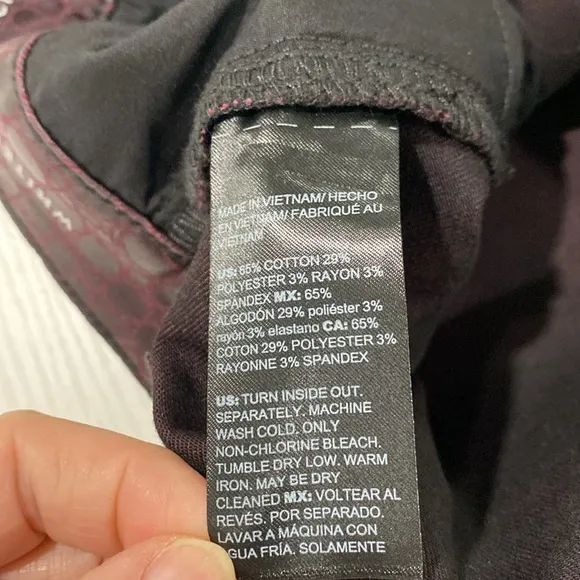 MADE IN VIETNAM/ HECHO
EN VIETNAM/ FABRIQUÉ AU
VIETNAM
US: 65% COTTON 29%
POLYESTER 3% RAYON 3%
SPANDEX MX: 65%
ALGODÓN 29% poliéster 3%
rayón 3% elastano CA: 65%
COTON 29% POLYESTER 3%
RAYONNE 3% SPANDEX
US: TURN INSIDE OUT.
SEPARATELY. MACHINE
WASH COLD. ONLY
NON-CHLORINE BLEACH.
TUMBLE DRY LOW. WARM
IRON. MAY BE DRY
CLEANED MX: VOLTEAR AL
REVÉS. POR SEPARADO.
LAVAR A MÁQUINA CON
AGUA FRÍA. SOLAMENTE